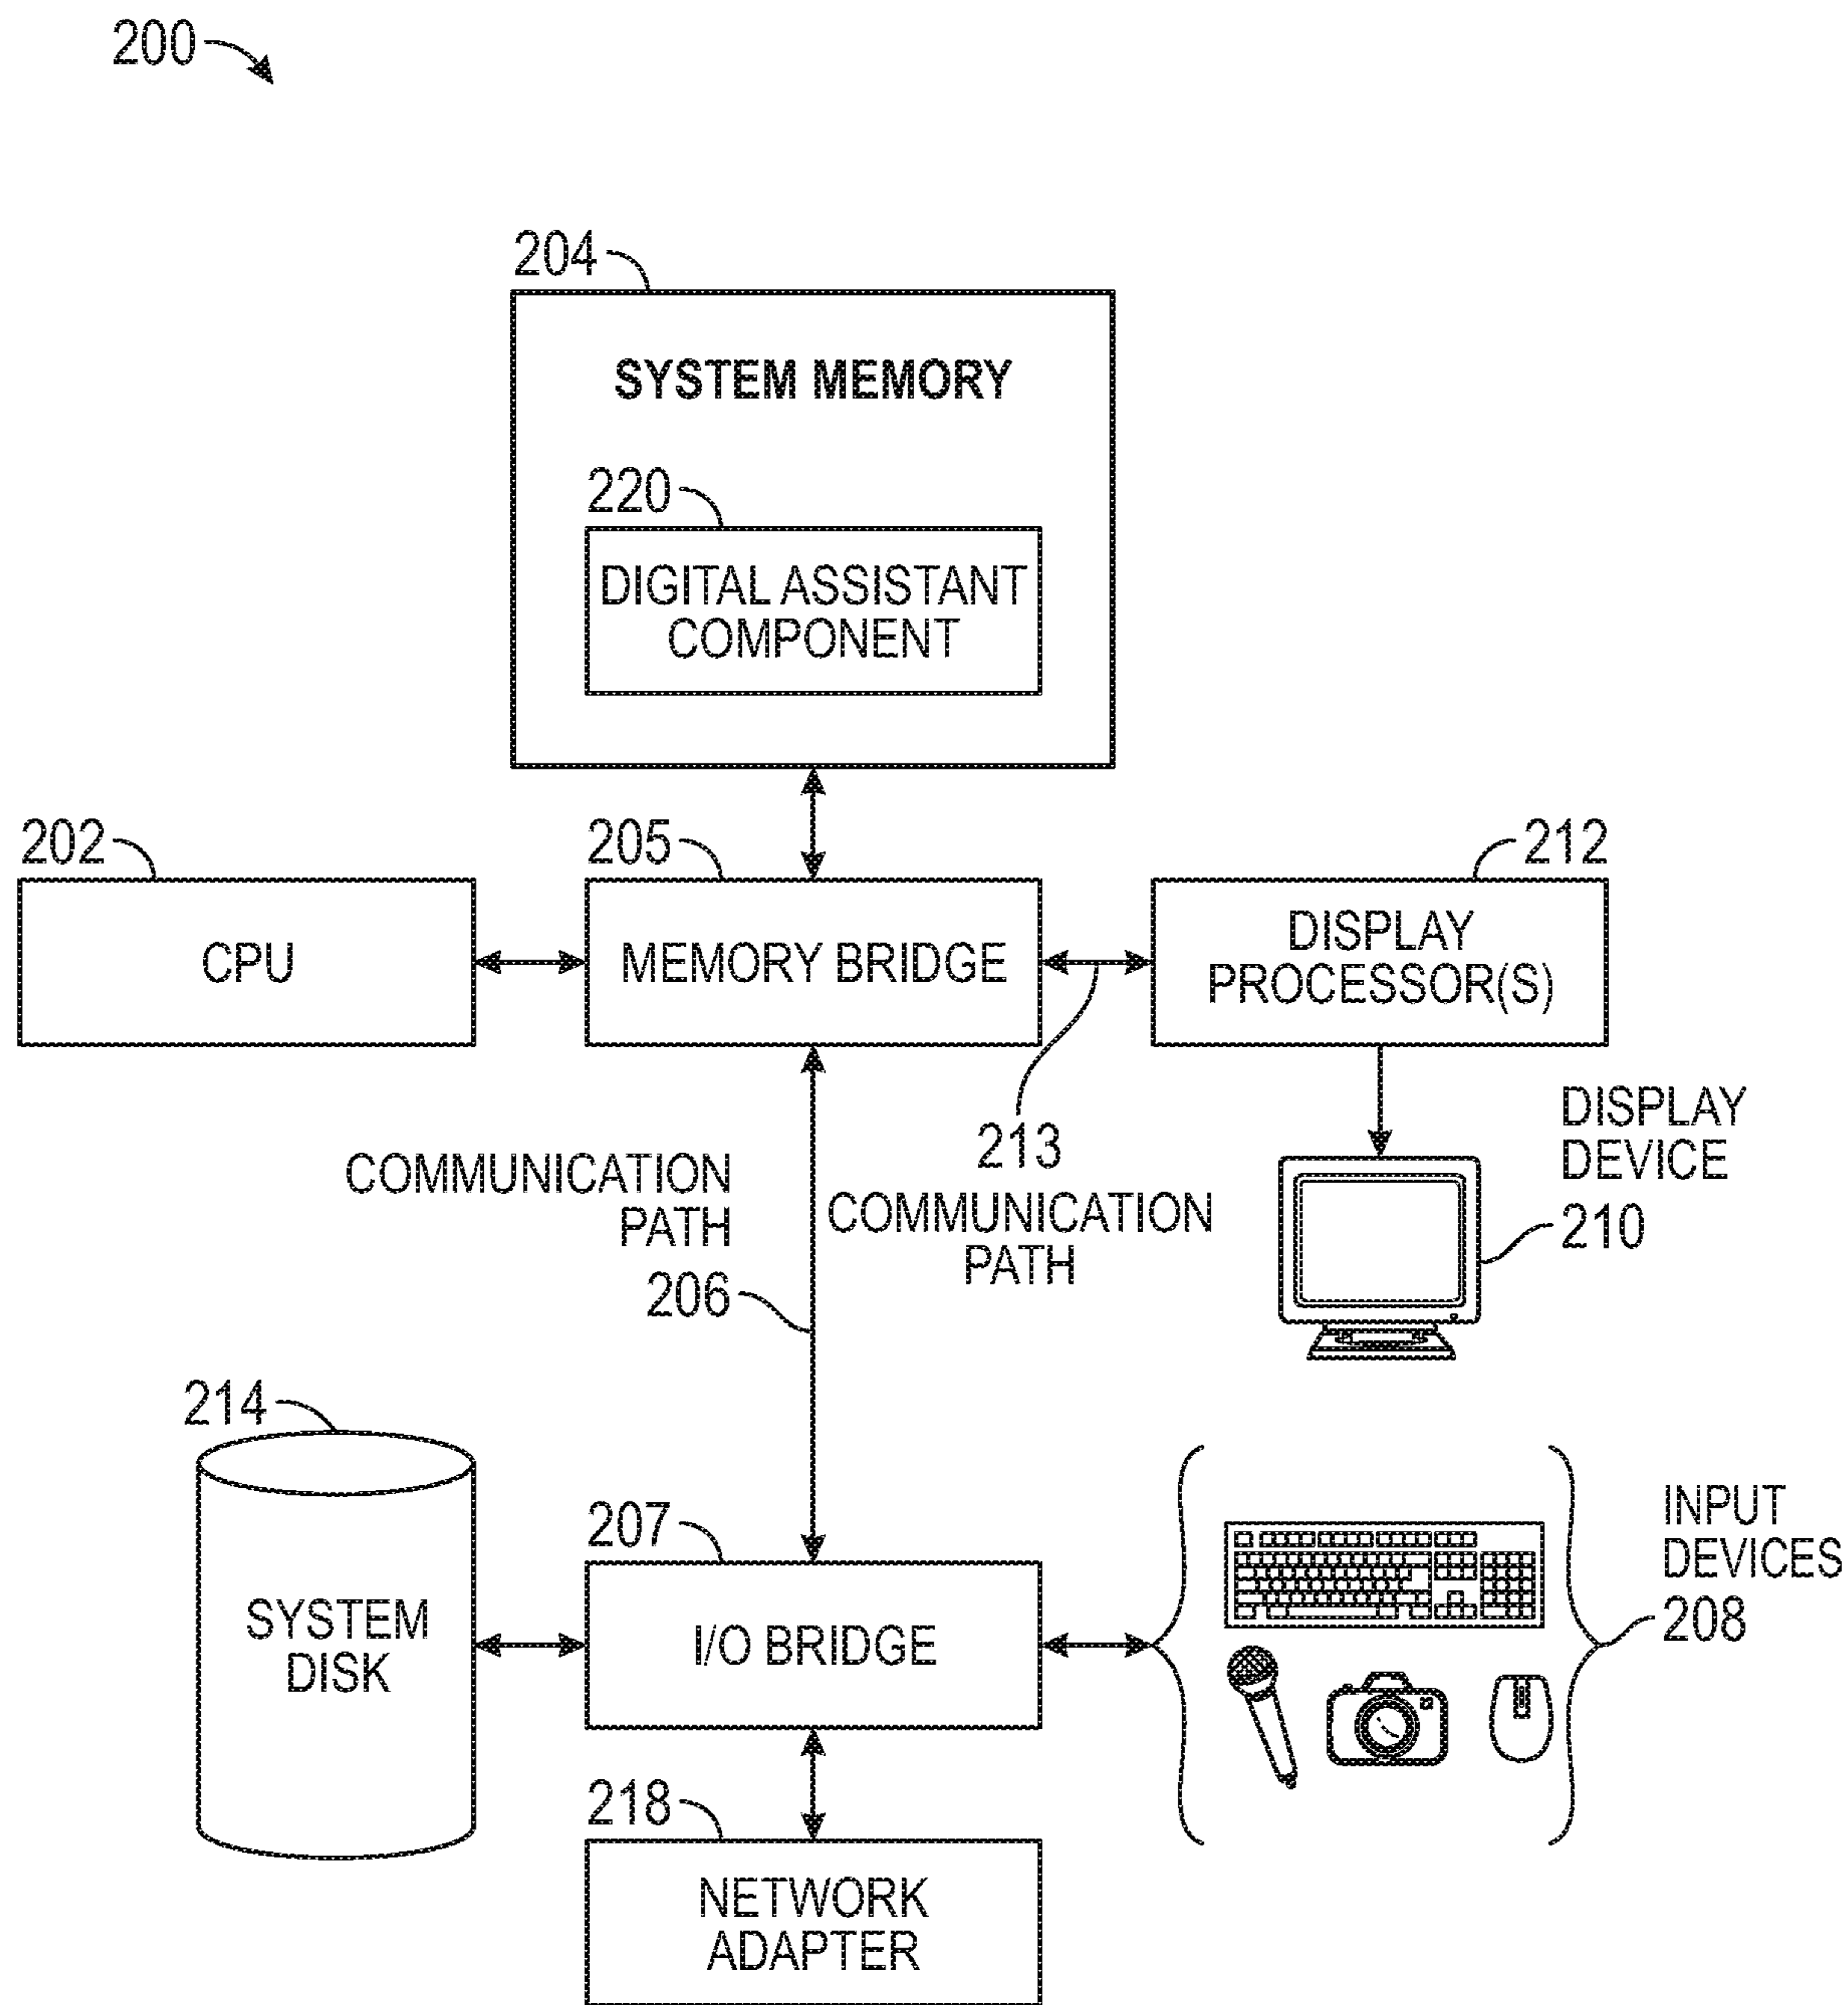 200
204
SYSTEM MEMORY
220
DIGITAL ASSISTANT
COMPONENT
202
205
212
CPU
MEMORY BRIDGE
DISPLAY
PROCESSOR(S)
213
COMMUNICATION
PATH
DISPLAY
DEVICE
210
COMMUNICATION
PATH
206
214
SYSTEM
DISK
207
I/O BRIDGE
INPUT
DEVICES
208
218
NETWORK
ADAPTER